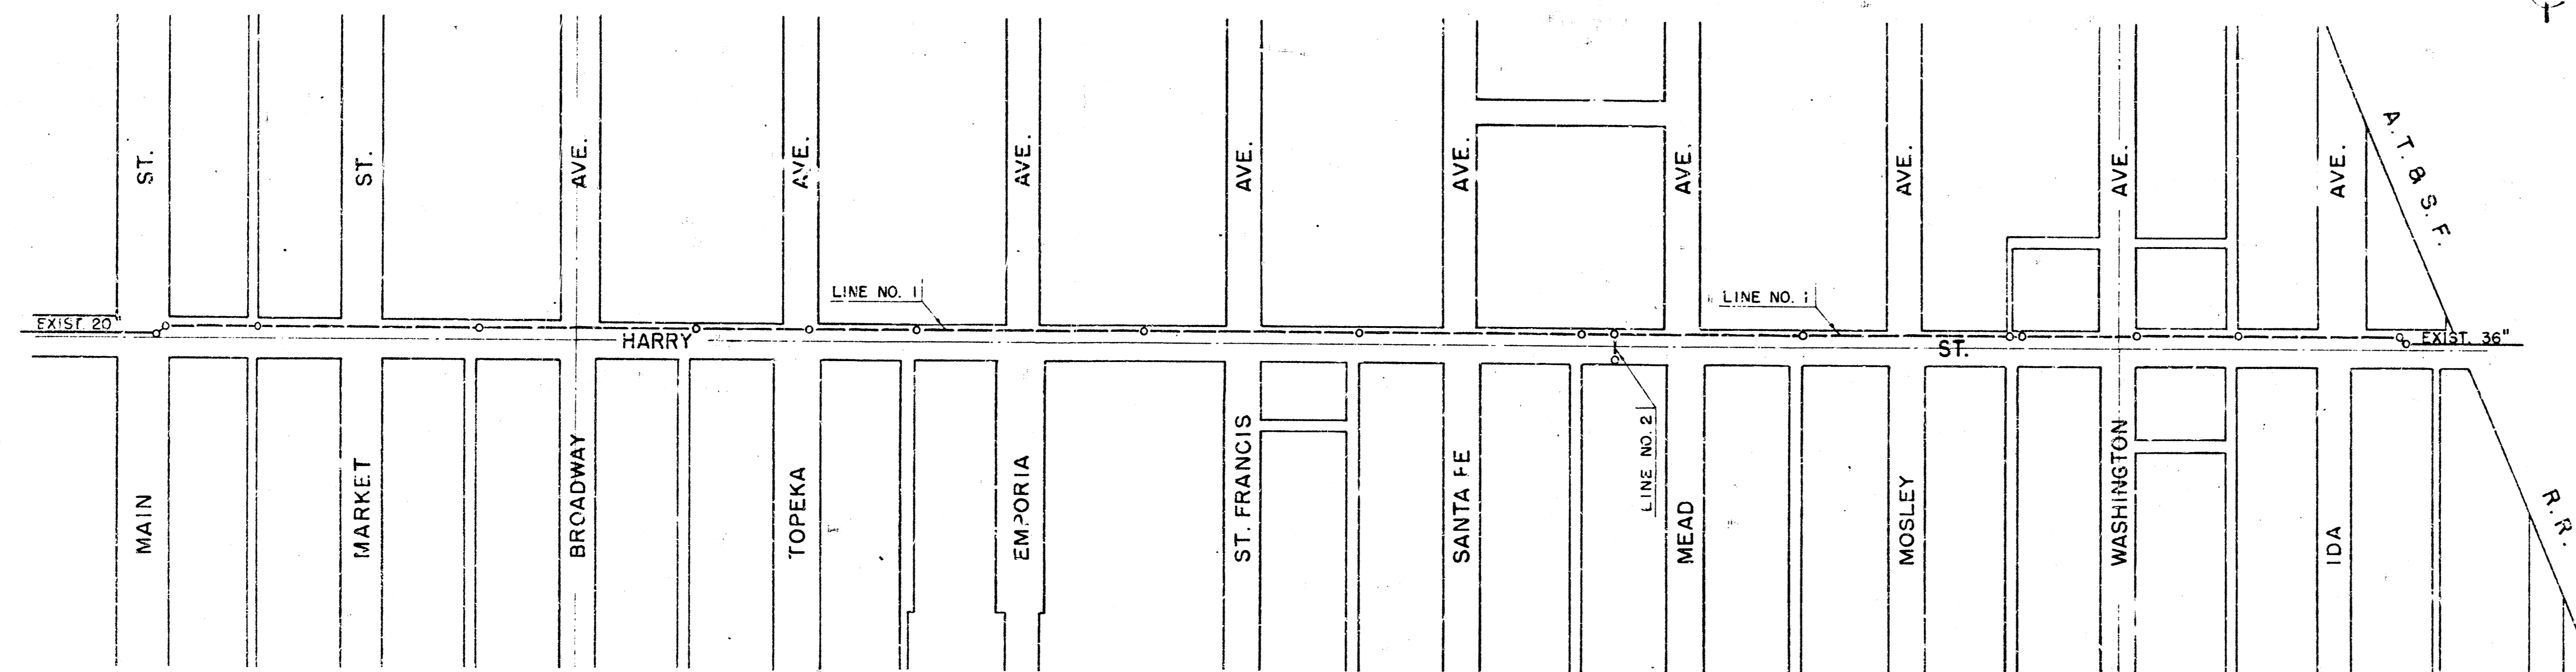 MAIN ST.
MARKET ST.
BROADWAY AVE.
TOPEKA AVE.
EMPORIA AVE.
ST. FRANCIS AVE.
SANTA FE AVE.
MEAD AVE.
MOSLEY AVE.
WASHINGTON AVE.
IDA AVE.
A.T. & S.F. R.R.
LINE NO. 1
LINE NO. 1
EXIST. 20"
HARRY ST.
EXIST. 36"
LINE NO. 2